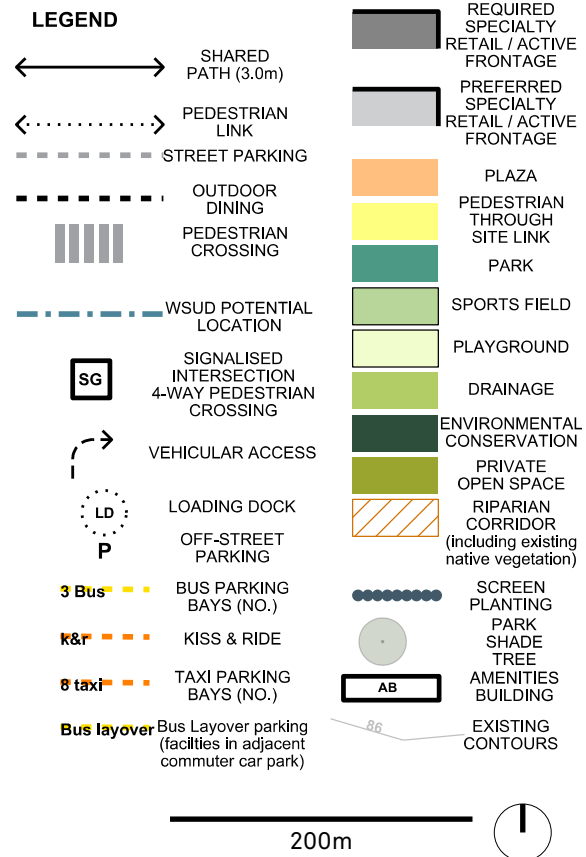 LEGEND
SHARED
PATH (3.0m)
PEDESTRIAN
LINK
STREET PARKING
OUTDOOR
DINING
PEDESTRIAN
CROSSING
WSUD POTENTIAL
LOCATION
SG
SIGNALISED
INTERSECTION
4-WAY PEDESTRIAN
CROSSING
VEHICULAR ACCESS
LD
LOADING DOCK
P
OFF-STREET
PARKING
3 Bus
BUS PARKING
BAYS (NO.)
k&r
KISS & RIDE
8 taxi
TAXI PARKING
BAYS (NO.)
Bus layover
Bus Layover parking
(facilties in adjacent
commuter car park)
REQUIRED
SPECIALTY
RETAIL / ACTIVE
FRONTAGE
PREFERRED
SPECIALTY
RETAIL / ACTIVE
FRONTAGE
PLAZA
PEDESTRIAN
THROUGH
SITE LINK
PARK
SPORTS FIELD
PLAYGROUND
DRAINAGE
ENVIRONMENTAL
CONSERVATION
PRIVATE
OPEN SPACE
RIPARIAN
CORRIDOR
(including existing
native vegetation)
SCREEN
PLANTING
PARK
SHADE
TREE
AB
AMENITIES
BUILDING
86
EXISTING
CONTOURS
200m